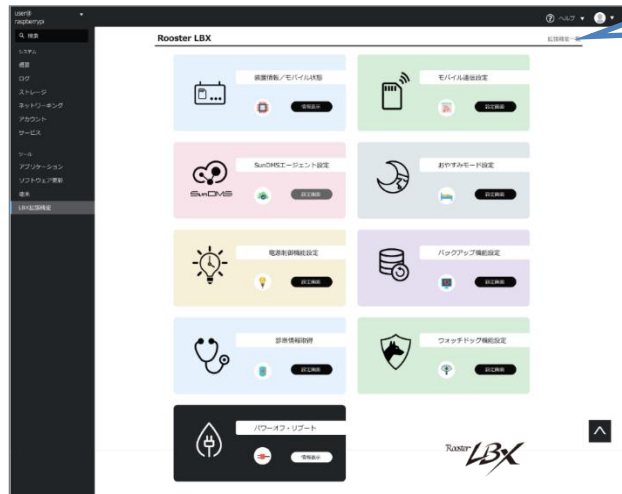 user@
raspberrypi
ヘルプ
検索
Rooster LBX
拡張機能一覧
システム
概要
ログ
ストレージ
ネットワーキング
アカウント
サービス
ツール
アプリケーション
ソフトウェア更新
端末
LBX拡張機能
装置情報／モバイル状態
情報表示
モバイル通信設定
設定画面
SunDMS
SunDMSエージェント設定
設定画面
おやすみモード設定
設定画面
電源制御機能設定
設定画面
バックアップ機能設定
設定画面
診断情報取得
設定画面
ウォッチドッグ機能設定
設定画面
パワーオフ・リブート
情報表示
Rooster LBX